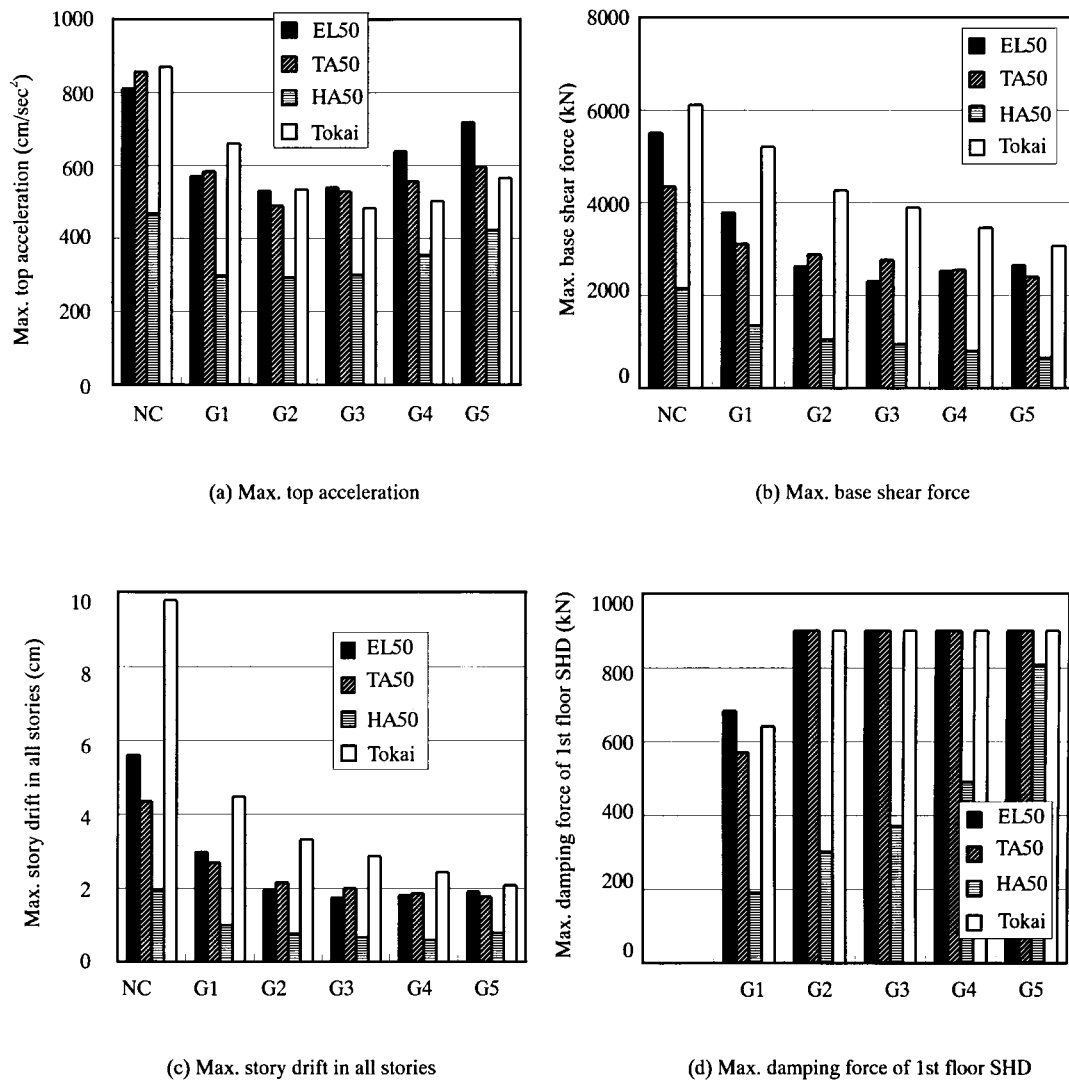 1000
800
600
400
200
0
Max. top acceleration (cm/sec²)
EL50
TA50
HA50
Tokai
NC G1 G2 G3 G4 G5
(a) Max. top acceleration
8000
6000
4000
2000
0
Max. base shear force (kN)
EL50
TA50
HA50
Tokai
NC G1 G2 G3 G4 G5
(b) Max. base shear force
10
8
6
4
2
0
Max. story drift in all stories (cm)
EL50
TA50
HA50
Tokai
NC G1 G2 G3 G4 G5
(c) Max. story drift in all stories
1000
800
600
400
200
0
Max. damping force of 1st floor SHD (kN)
EL50
TA50
HA50
Tokai
G1 G2 G3 G4 G5
(d) Max. damping force of 1st floor SHD